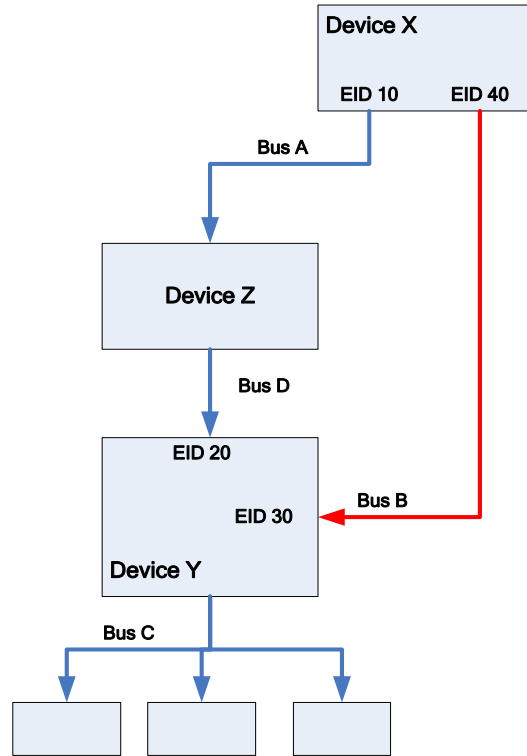 Device X
EID 10 EID 40
Bus A
Device Z
Bus D
EID 20
Bus B
EID 30
Device Y
Bus C